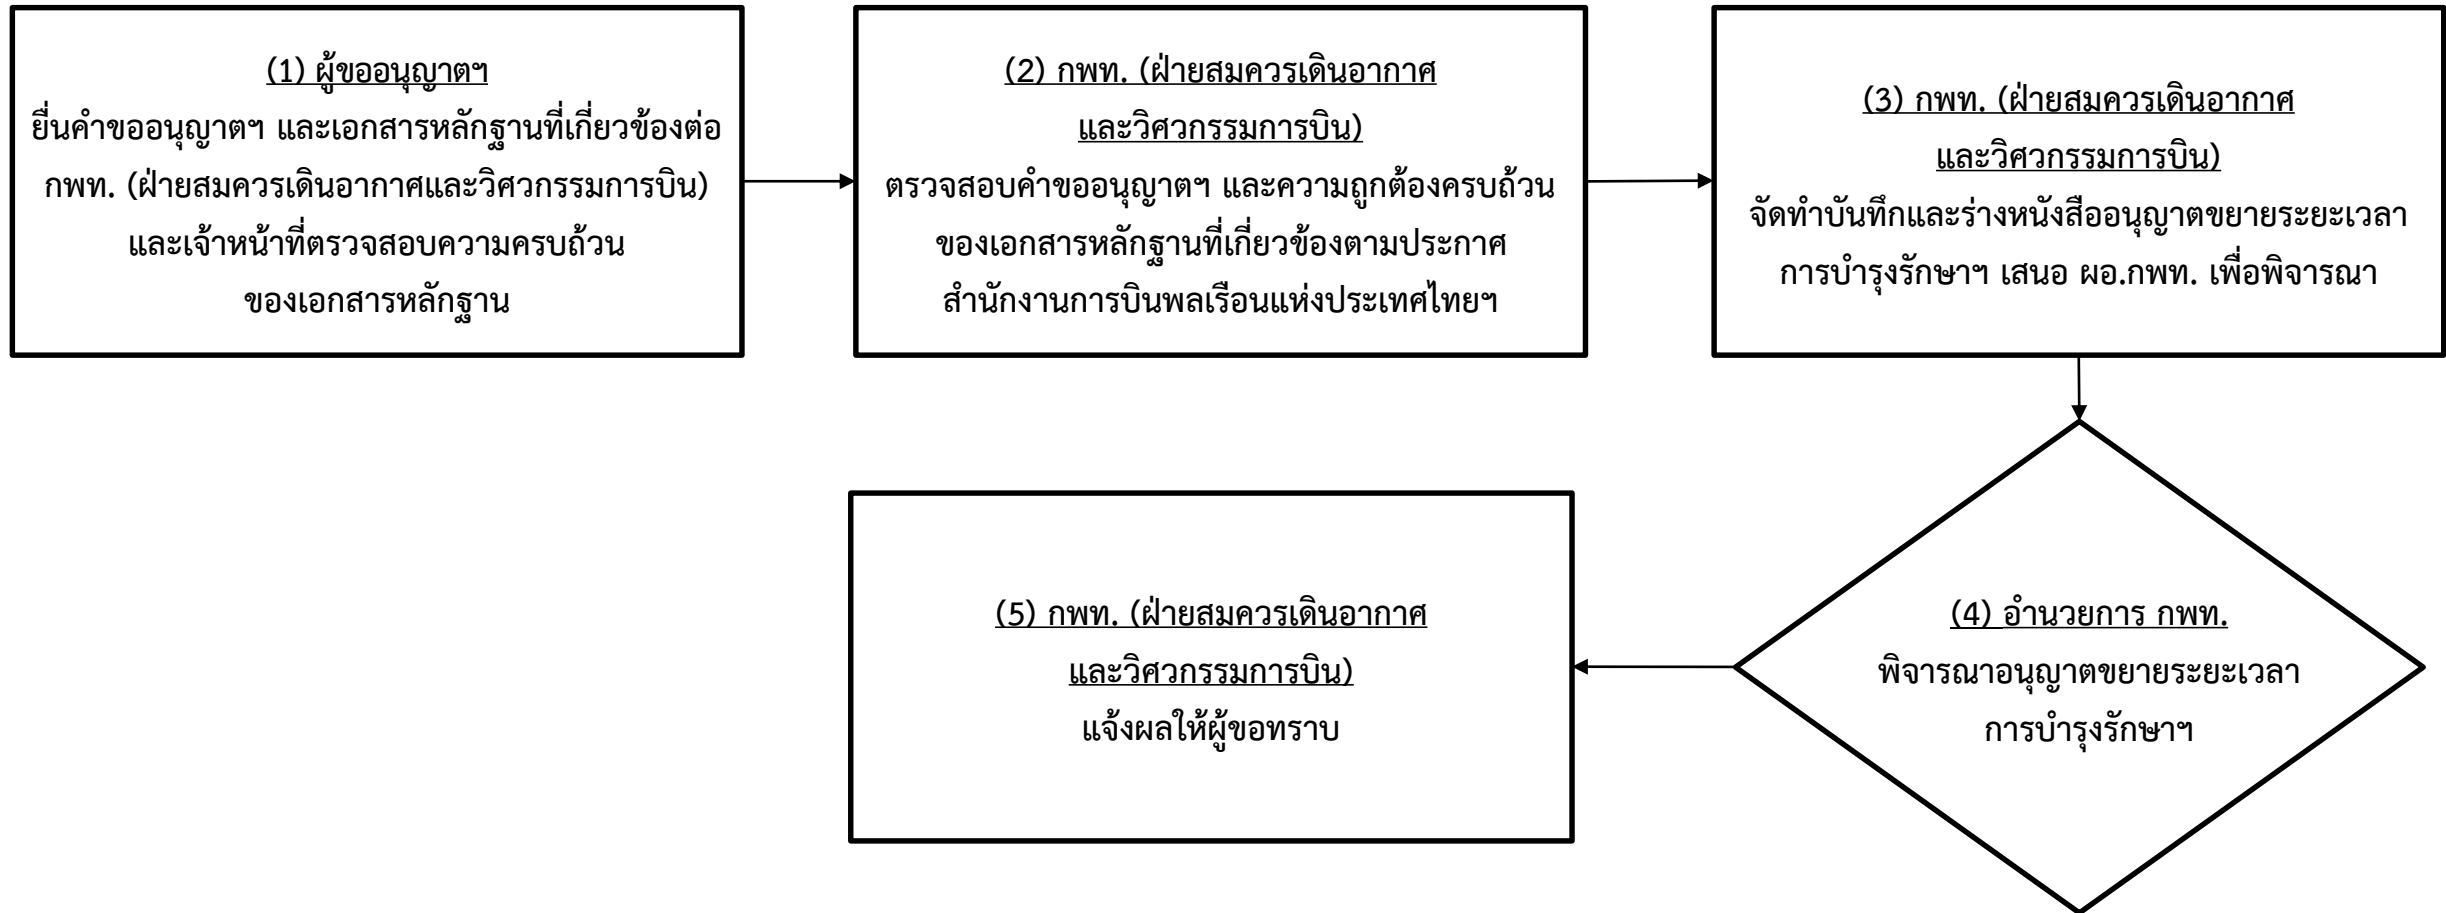 (1) ผู้ขออนุญาตฯ
ยื่นคำขออนุญาตฯ และเอกสารหลักฐานที่เกี่ยวข้องต่อ
กพท. (ฝ่ายสมควรเดินอากาศและวิศวกรรมการบิน)
และเจ้าหน้าที่ตรวจสอบความครบถ้วน
ของเอกสารหลักฐาน
(2) กพท. (ฝ่ายสมควรเดินอากาศ
และวิศวกรรมการบิน)
ตรวจสอบคำขออนุญาตฯ และความถูกต้องครบถ้วน
ของเอกสารหลักฐานที่เกี่ยวข้องตามประกาศ
สำนักงานการบินพลเรือนแห่งประเทศไทยฯ
(3) กพท. (ฝ่ายสมควรเดินอากาศ
และวิศวกรรมการบิน)
จัดทำบันทึกและร่างหนังสืออนุญาตขยายระยะเวลา
การบำรุงรักษาฯ เสนอ ผอ.กพท. เพื่อพิจารณา
(4) อำนวยการ กพท.
พิจารณาอนุญาตขยายระยะเวลา
การบำรุงรักษาฯ
(5) กพท. (ฝ่ายสมควรเดินอากาศ
และวิศวกรรมการบิน)
แจ้งผลให้ผู้ขอทราบ